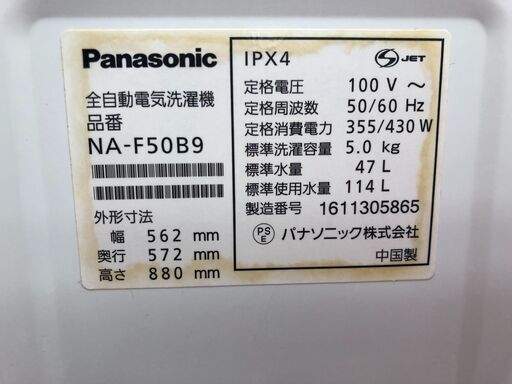 Panasonic
全自動電気洗濯機
品番
NA-F50B9
外形寸法
幅 562 mm
奥行 572 mm
高さ 880 mm
IPX4
S JET
定格電圧 100 V ～
定格周波数 50/60 Hz
定格消費電力 355/430 W
標準洗濯容量 5.0 kg
標準水量 47 L
標準使用水量 114 L
製造番号 1611305865
PSE パナソニック株式会社
中国製